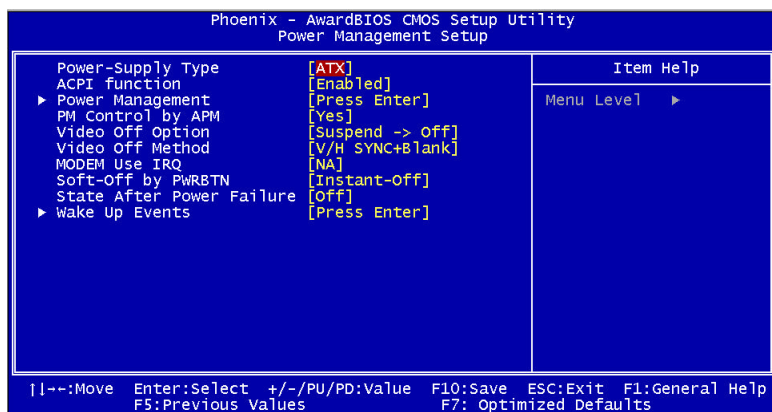 Phoenix - AwardBIOS CMOS Setup Utility
Power Management Setup
Power-Supply Type [ATX]
ACPI function [Enabled]
▶ Power Management [Press Enter]
PM Control by APM [Yes]
Video Off Option [Suspend -> Off]
Video Off Method [V/H SYNC+Blank]
MODEM Use IRQ [NA]
Soft-Off by PWRBTN [Instant-Off]
State After Power Failure [Off]
▶ Wake Up Events [Press Enter]
Item Help
Menu Level ▶
↑↓→←:Move Enter:Select +/-/PU/PD:Value F10:Save ESC:Exit F1:General Help
F5:Previous Values F7: Optimized Defaults